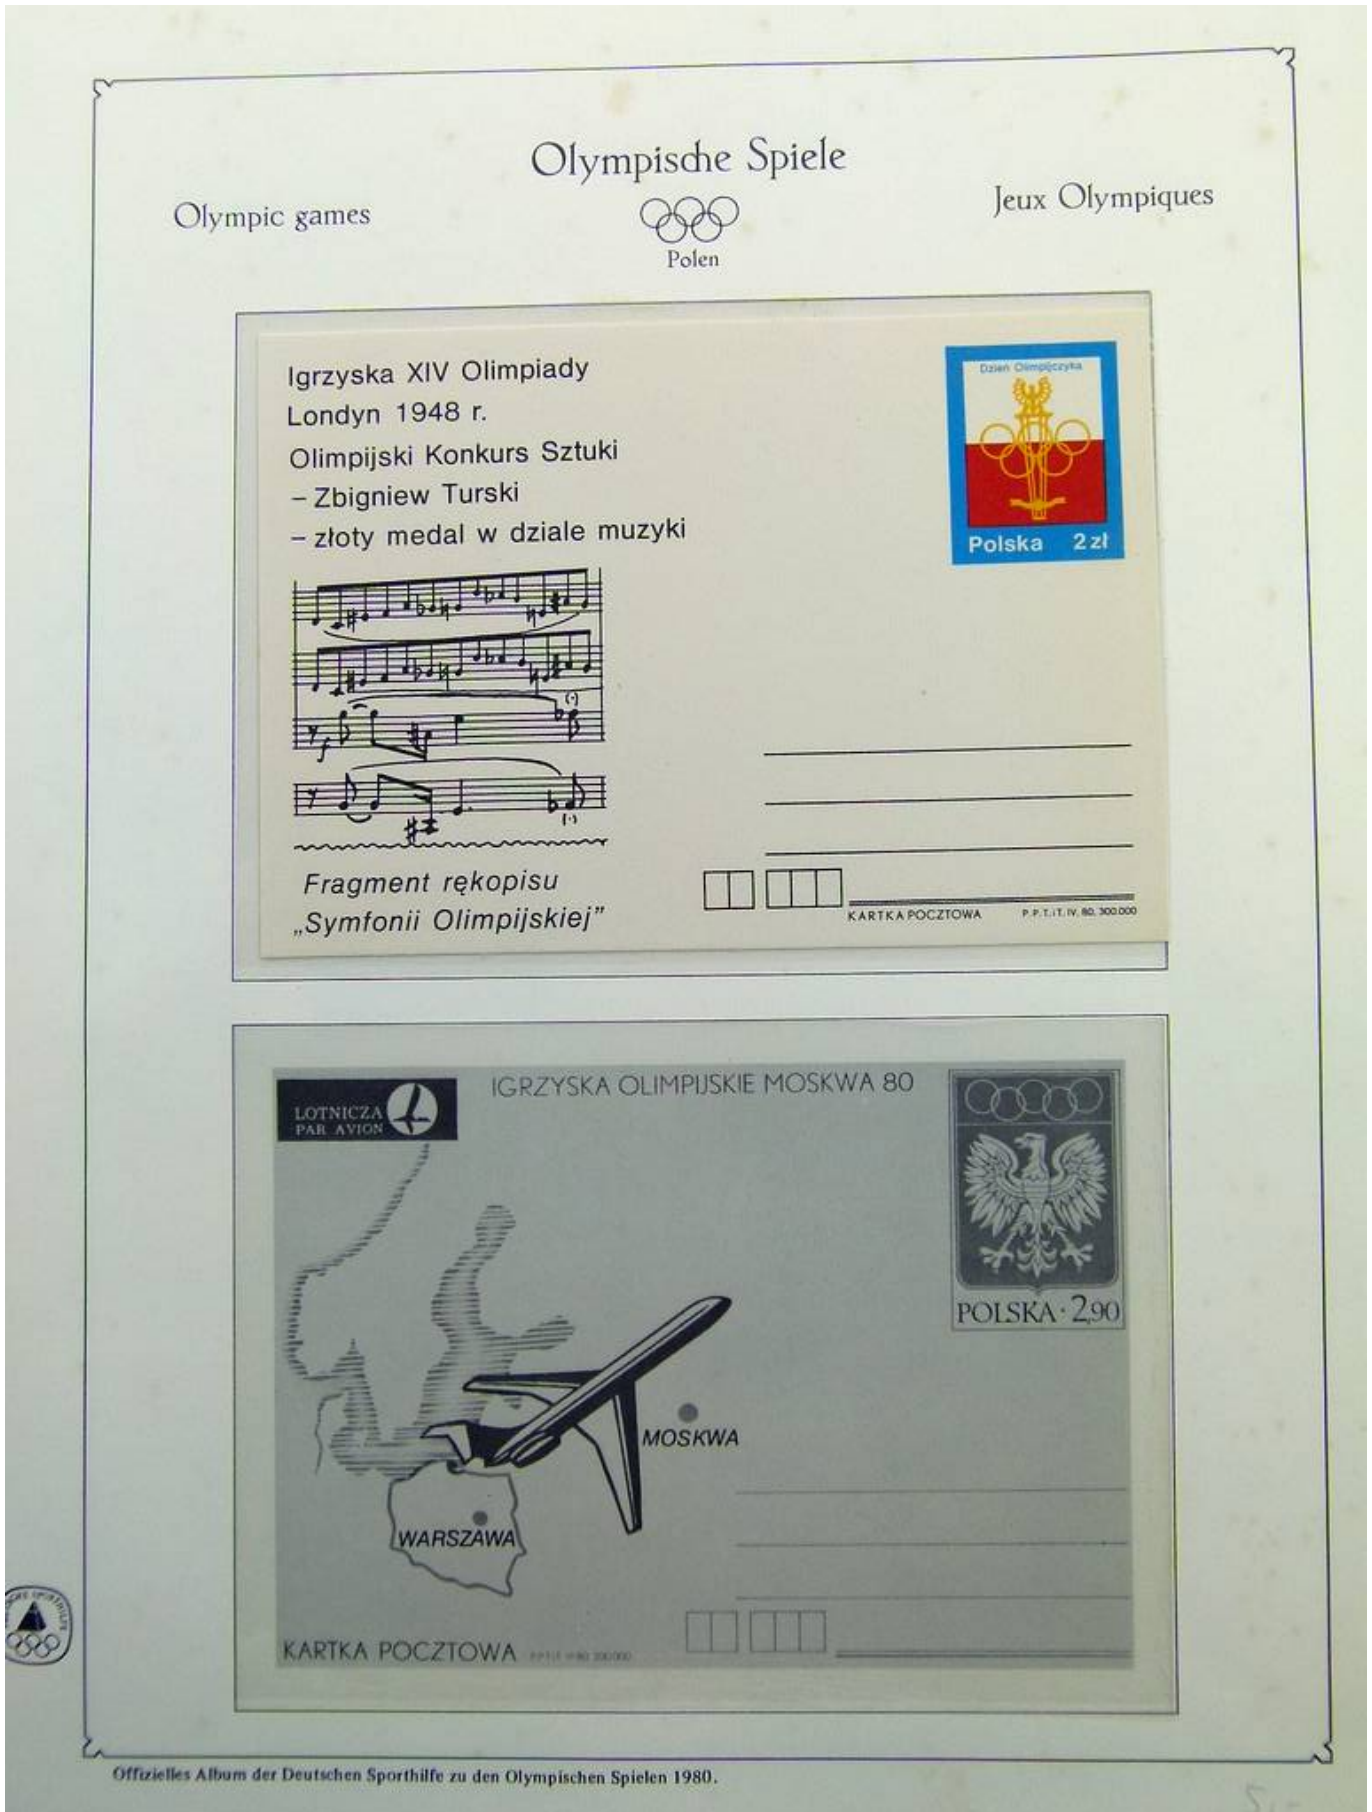 Olympische Spiele
Olympic games
Jeux Olympiques
Polen
Igrzyska XIV Olimpiady
Londyn 1948 r.
Olimpijski Konkurs Sztuki
– Zbigniew Turski
– złoty medal w dziale muzyki
Dzień Olimpijczyka
Polska 2 zł
f
Fragment rękopisu
„Symfonii Olimpijskiej”
KARTKA POCZTOWA P.P.T.iT. IV. 80. 300.000
IGRZYSKA OLIMPIJSKIE MOSKWA 80
LOTNICZA
PAR AVION
POLSKA · 2,90
MOSKWA
WARSZAWA
KARTKA POCZTOWA
Offizielles Album der Deutschen Sporthilfe zu den Olympischen Spielen 1980.